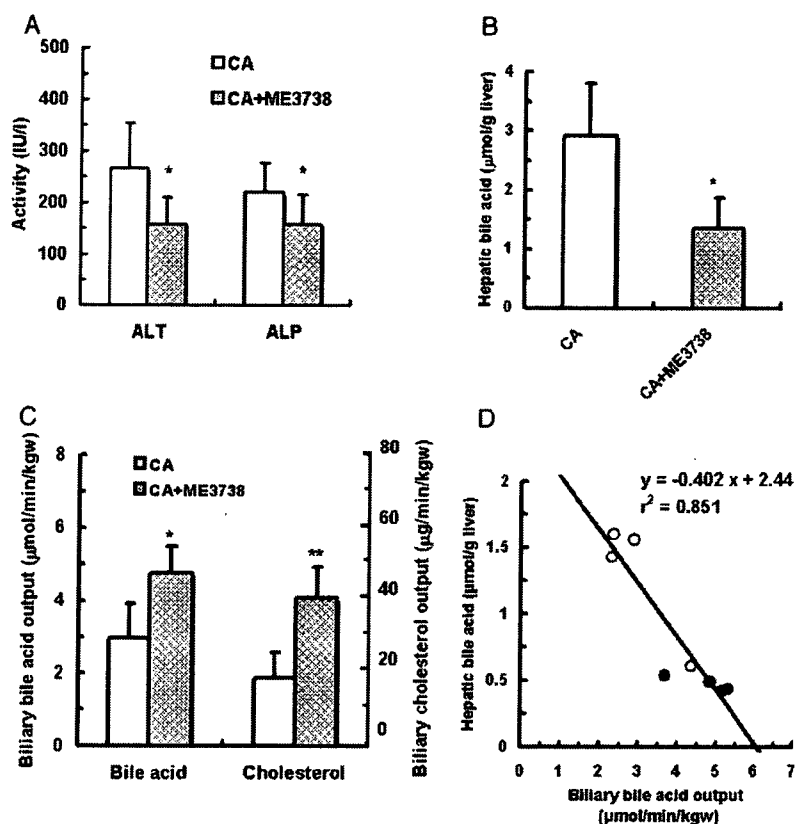 A
500
400
300
200
100
0
Activity (IU/l)
CA
CA+ME3738
*
*
ALT
ALP
B
4
3
2
1
0
Hepatic bile acid (μmol/g liver)
*
CA
CA+ME3738
C
8
6
4
2
0
Biliary bile acid output (μmol/min/kgw)
CA
CA+ME3738
*
**
80
60
40
20
0
Biliary cholesterol output (μg/min/kgw)
Bile acid
Cholesterol
D
2
1.5
1
0.5
0
Hepatic bile acid (μmol/g liver)
y = -0.402 x + 2.44
r² = 0.851
0 1 2 3 4 5 6 7
Biliary bile acid output
(μmol/min/kgw)